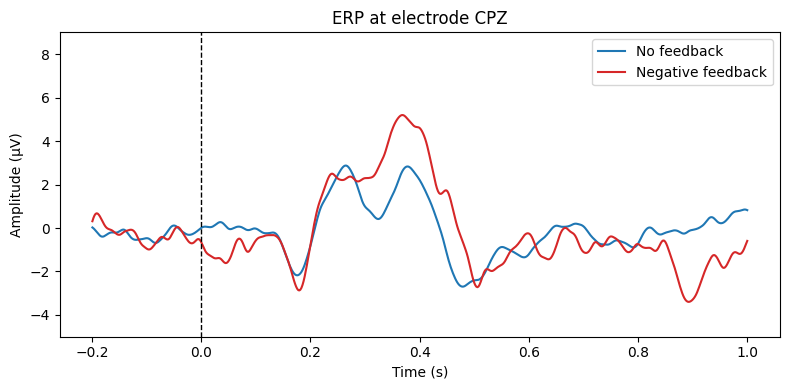 ERP at electrode CPZ
No feedback
Negative feedback
Amplitude (µV)
8
6
4
2
0
−2
−4
−0.2 0.0 0.2 0.4 0.6 0.8 1.0
Time (s)